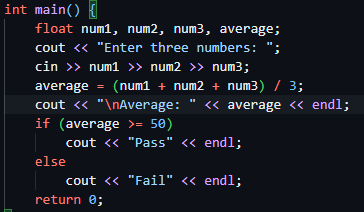 int main() {
    float num1, num2, num3, average;
    cout << "Enter three numbers: ";
    cin >> num1 >> num2 >> num3;
    average = (num1 + num2 + num3) / 3;
    cout << "\nAverage: " << average << endl;
    if (average >= 50)
        cout << "Pass" << endl;
    else
        cout << "Fail" << endl;
    return 0;